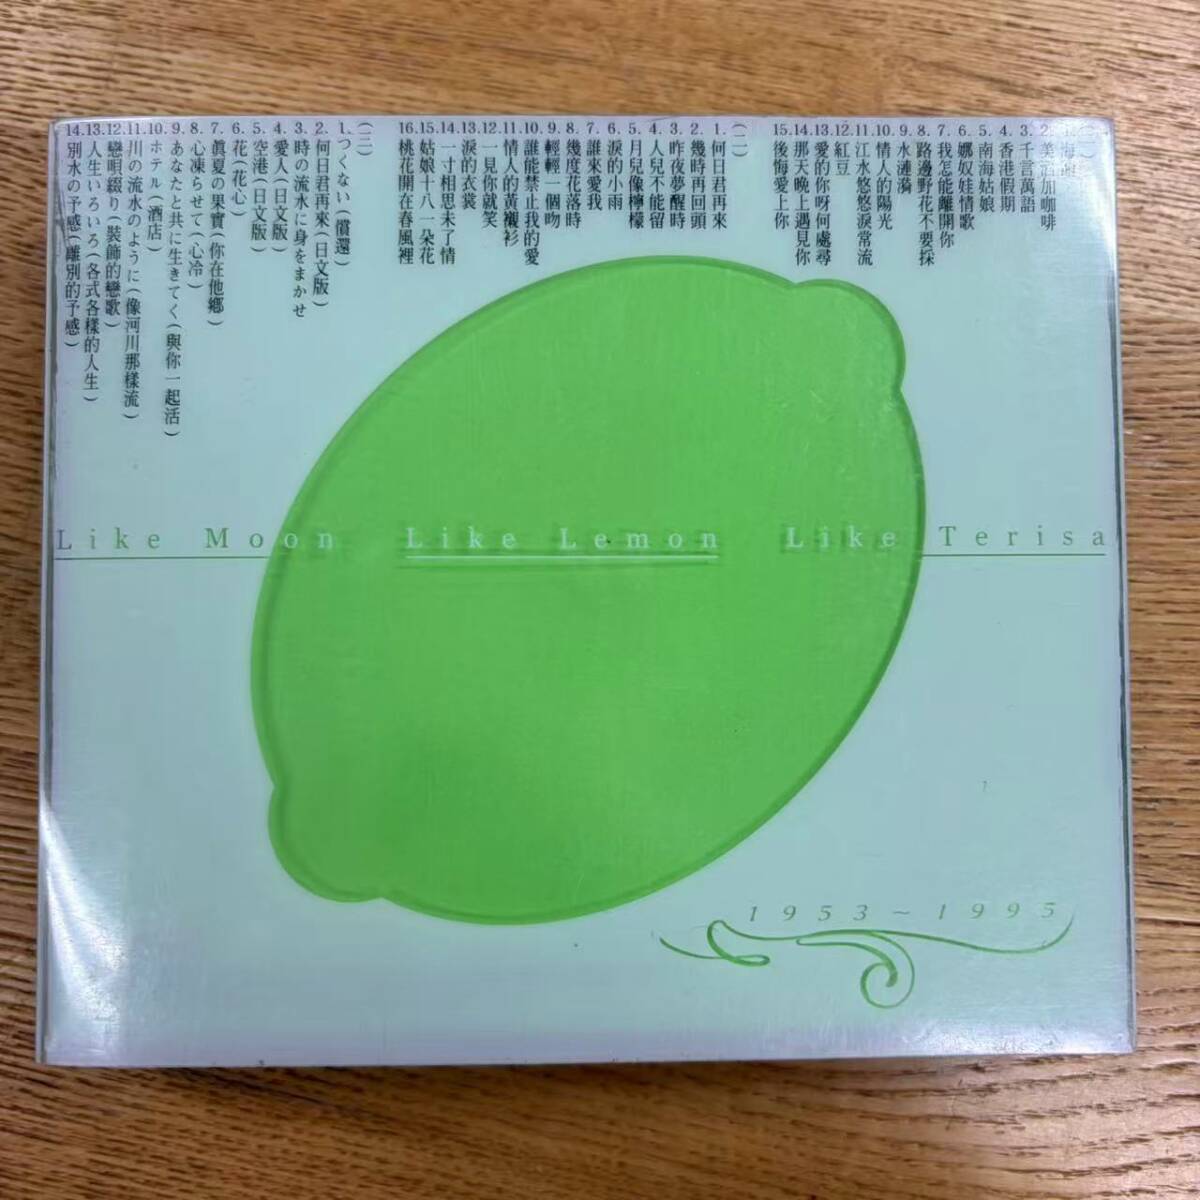 (一)
1.海韻
2.美酒加咖啡
3.千言萬語
4.香港假期
5.南海姑娘
6.娜奴娃情歌
7.我怎能離開你
8.路邊野花不要採
9.水漣漪
10.情人的陽光
11.江水悠悠淚常流
12.紅豆
13.愛的你呀何處尋
14.那天晚上遇見你
15.後悔愛上你
(二)
1.何日君再來
2.幾時再回頭
3.昨夜夢醒時
4.人兒不能留
5.月兒像檸檬
6.淚的小雨
7.誰來愛我
8.幾度花落時
9.輕輕一個吻
10.誰能禁止我的愛
11.情人的黃襯衫
12.一見你就笑
13.淚的衣裳
14.一寸相思未了情
15.姑娘十八一朵花
16.桃花開在春風裡
(三)
1.つくない(償還)
2.何日君再來(日文版)
3.時の流水に身をまかせ
4.愛人(日文版)
5.空港(日文版)
6.花(花心)
7.眞夏の果實(你在他鄉)
8.心凍らせて(心冷)
9.あなたと共に生きてく(與你一起活)
10.ホテル(酒店)
11.川の流水のように(像河川那樣流)
12.戀唄綴り(裝飾的戀歌)
13.人生いろいろ(各式各樣的人生)
14.別水の予感(離別的予感)
Like Moon Like Lemon Like Terisa
1953~1995